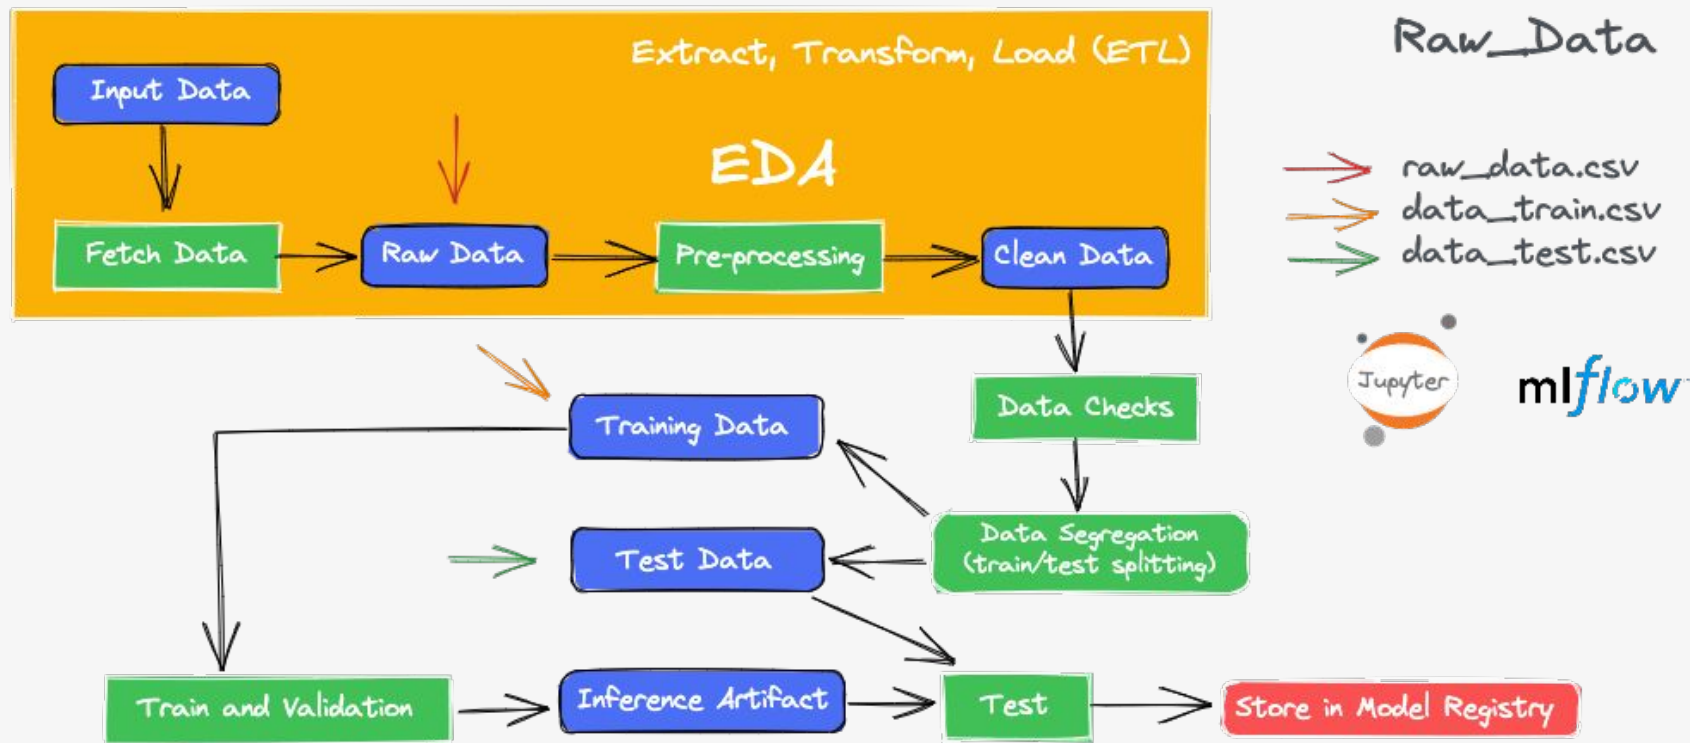 Extract, Transform, Load (ETL)
Raw_Data
Input Data
EDA
raw_data.csv
data_train.csv
data_test.csv
Fetch Data
Raw Data
Pre-processing
Clean Data
Jupyter
mlflow
Data Checks
Training Data
Data Segregation
(train/test splitting)
Test Data
Train and Validation
Inference Artifact
Test
Store in Model Registry